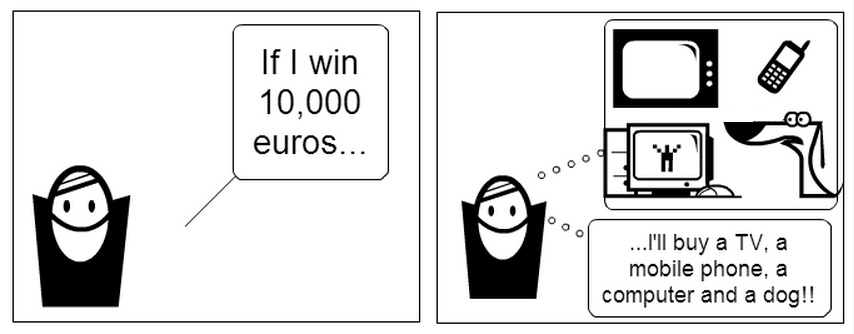 If I win
10,000
euros...
...I'll buy a TV, a
mobile phone, a
computer and a dog!!